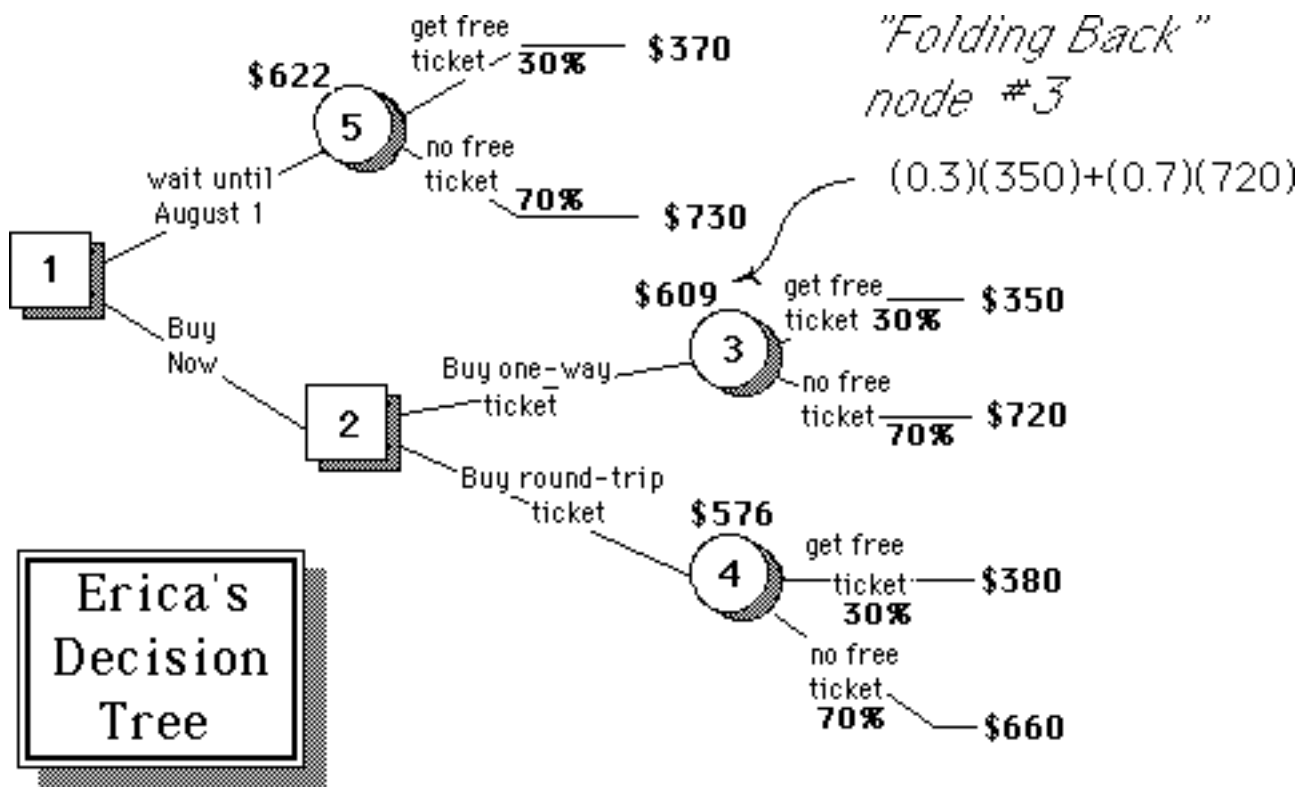 "Folding Back"
node #3
(0.3)(350)+(0.7)(720)
$622
5
get free
ticket 30% $370
no free
ticket
70% $730
wait until
August 1
1
Buy
Now
2
Buy one-way
ticket
$609
3
get free
ticket 30% $350
no free
ticket
70% $720
Buy round-trip
ticket
$576
4
get free
ticket $380
30%
no free
ticket
70% $660
Erica's
Decision
Tree